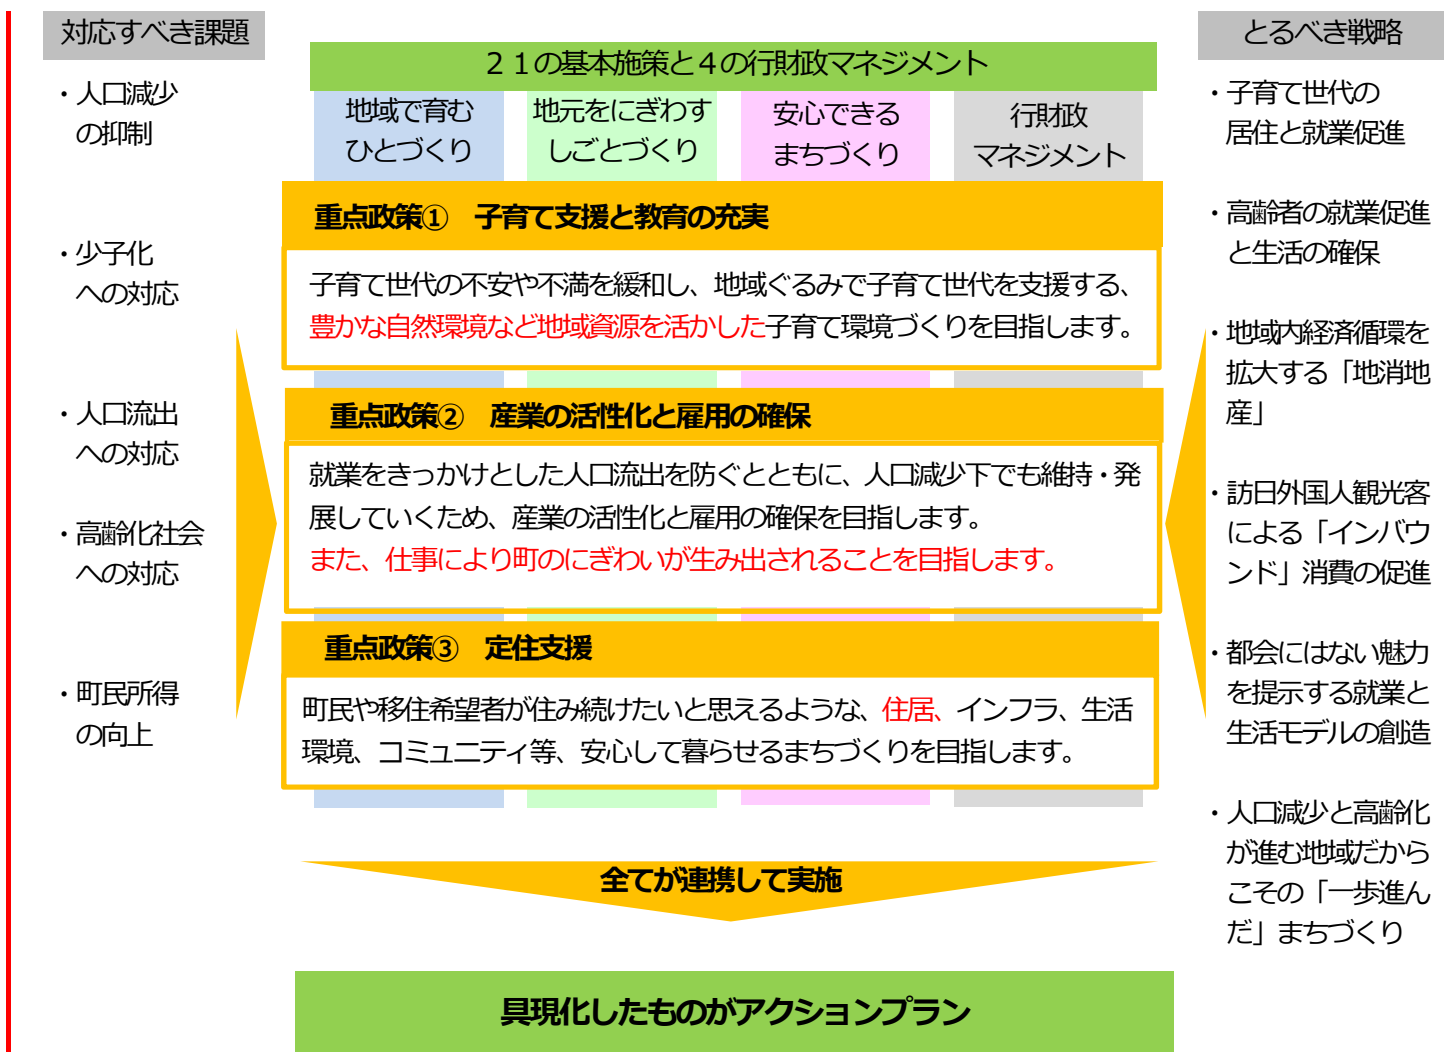 対応すべき課題
・人口減少
の抑制
・少子化
への対応
・人口流出
への対応
・高齢化社会
への対応
・町民所得
の向上
２１の基本施策と４の行財政マネジメント
地域で育む
ひとづくり
地元をにぎわす
しごとづくり
安心できる
まちづくり
行財政
マネジメント
重点政策①　子育て支援と教育の充実
子育て世代の不安や不満を緩和し、地域ぐるみで子育て世代を支援する、
豊かな自然環境など地域資源を活かした子育て環境づくりを目指します。
重点政策②　産業の活性化と雇用の確保
就業をきっかけとした人口流出を防ぐとともに、人口減少下でも維持・発
展していくため、産業の活性化と雇用の確保を目指します。
また、仕事により町のにぎわいが生み出されることを目指します。
重点政策③　定住支援
町民や移住希望者が住み続けたいと思えるような、住居、インフラ、生活
環境、コミュニティ等、安心して暮らせるまちづくりを目指します。
全てが連携して実施
具現化したものがアクションプラン
とるべき戦略
・子育て世代の
居住と就業促進
・高齢者の就業促進
と生活の確保
・地域内経済循環を
拡大する「地消地
産」
・訪日外国人観光客
による「インバウ
ンド」消費の促進
・都会にはない魅力
を提示する就業と
生活モデルの創造
・人口減少と高齢化
が進む地域だから
こその「一歩進ん
だ」まちづくり